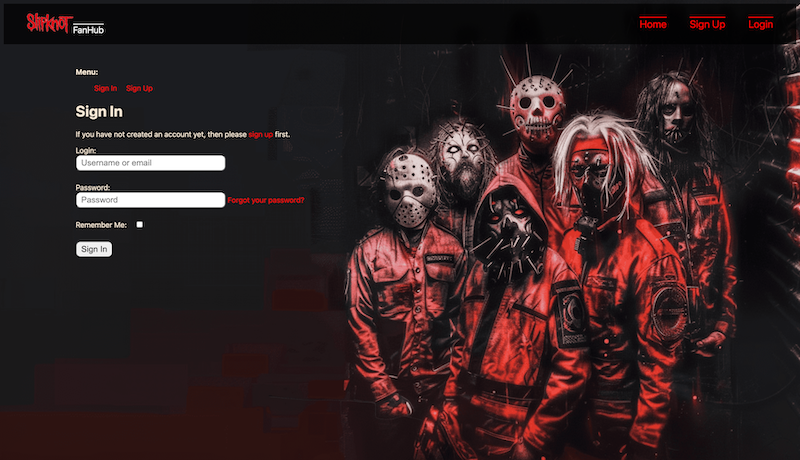 Slipknot FanHub
Home Sign Up Login
Menu:
Sign In Sign Up
Sign In
If you have not created an account yet, then please sign up first.
Login:
Username or email
Password:
Password Forgot your password?
Remember Me:
Sign In